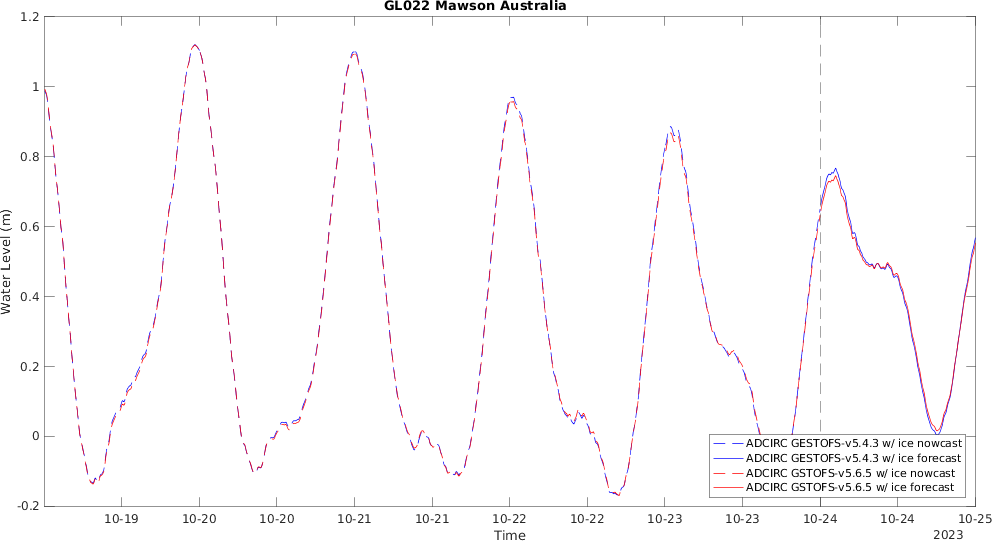 GL022 Mawson Australia
1.2
1
0.8
0.6
0.4
0.2
0
-0.2
Water Level (m)
ADCIRC GESTOFS-v5.4.3 w/ ice nowcast
ADCIRC GESTOFS-v5.4.3 w/ ice forecast
ADCIRC GSTOFS-v5.6.5 w/ ice nowcast
ADCIRC GSTOFS-v5.6.5 w/ ice forecast
10-19 10-20 10-20 10-21 10-21 10-22 10-22 10-23 10-23 10-24 10-24 10-25
Time
2023